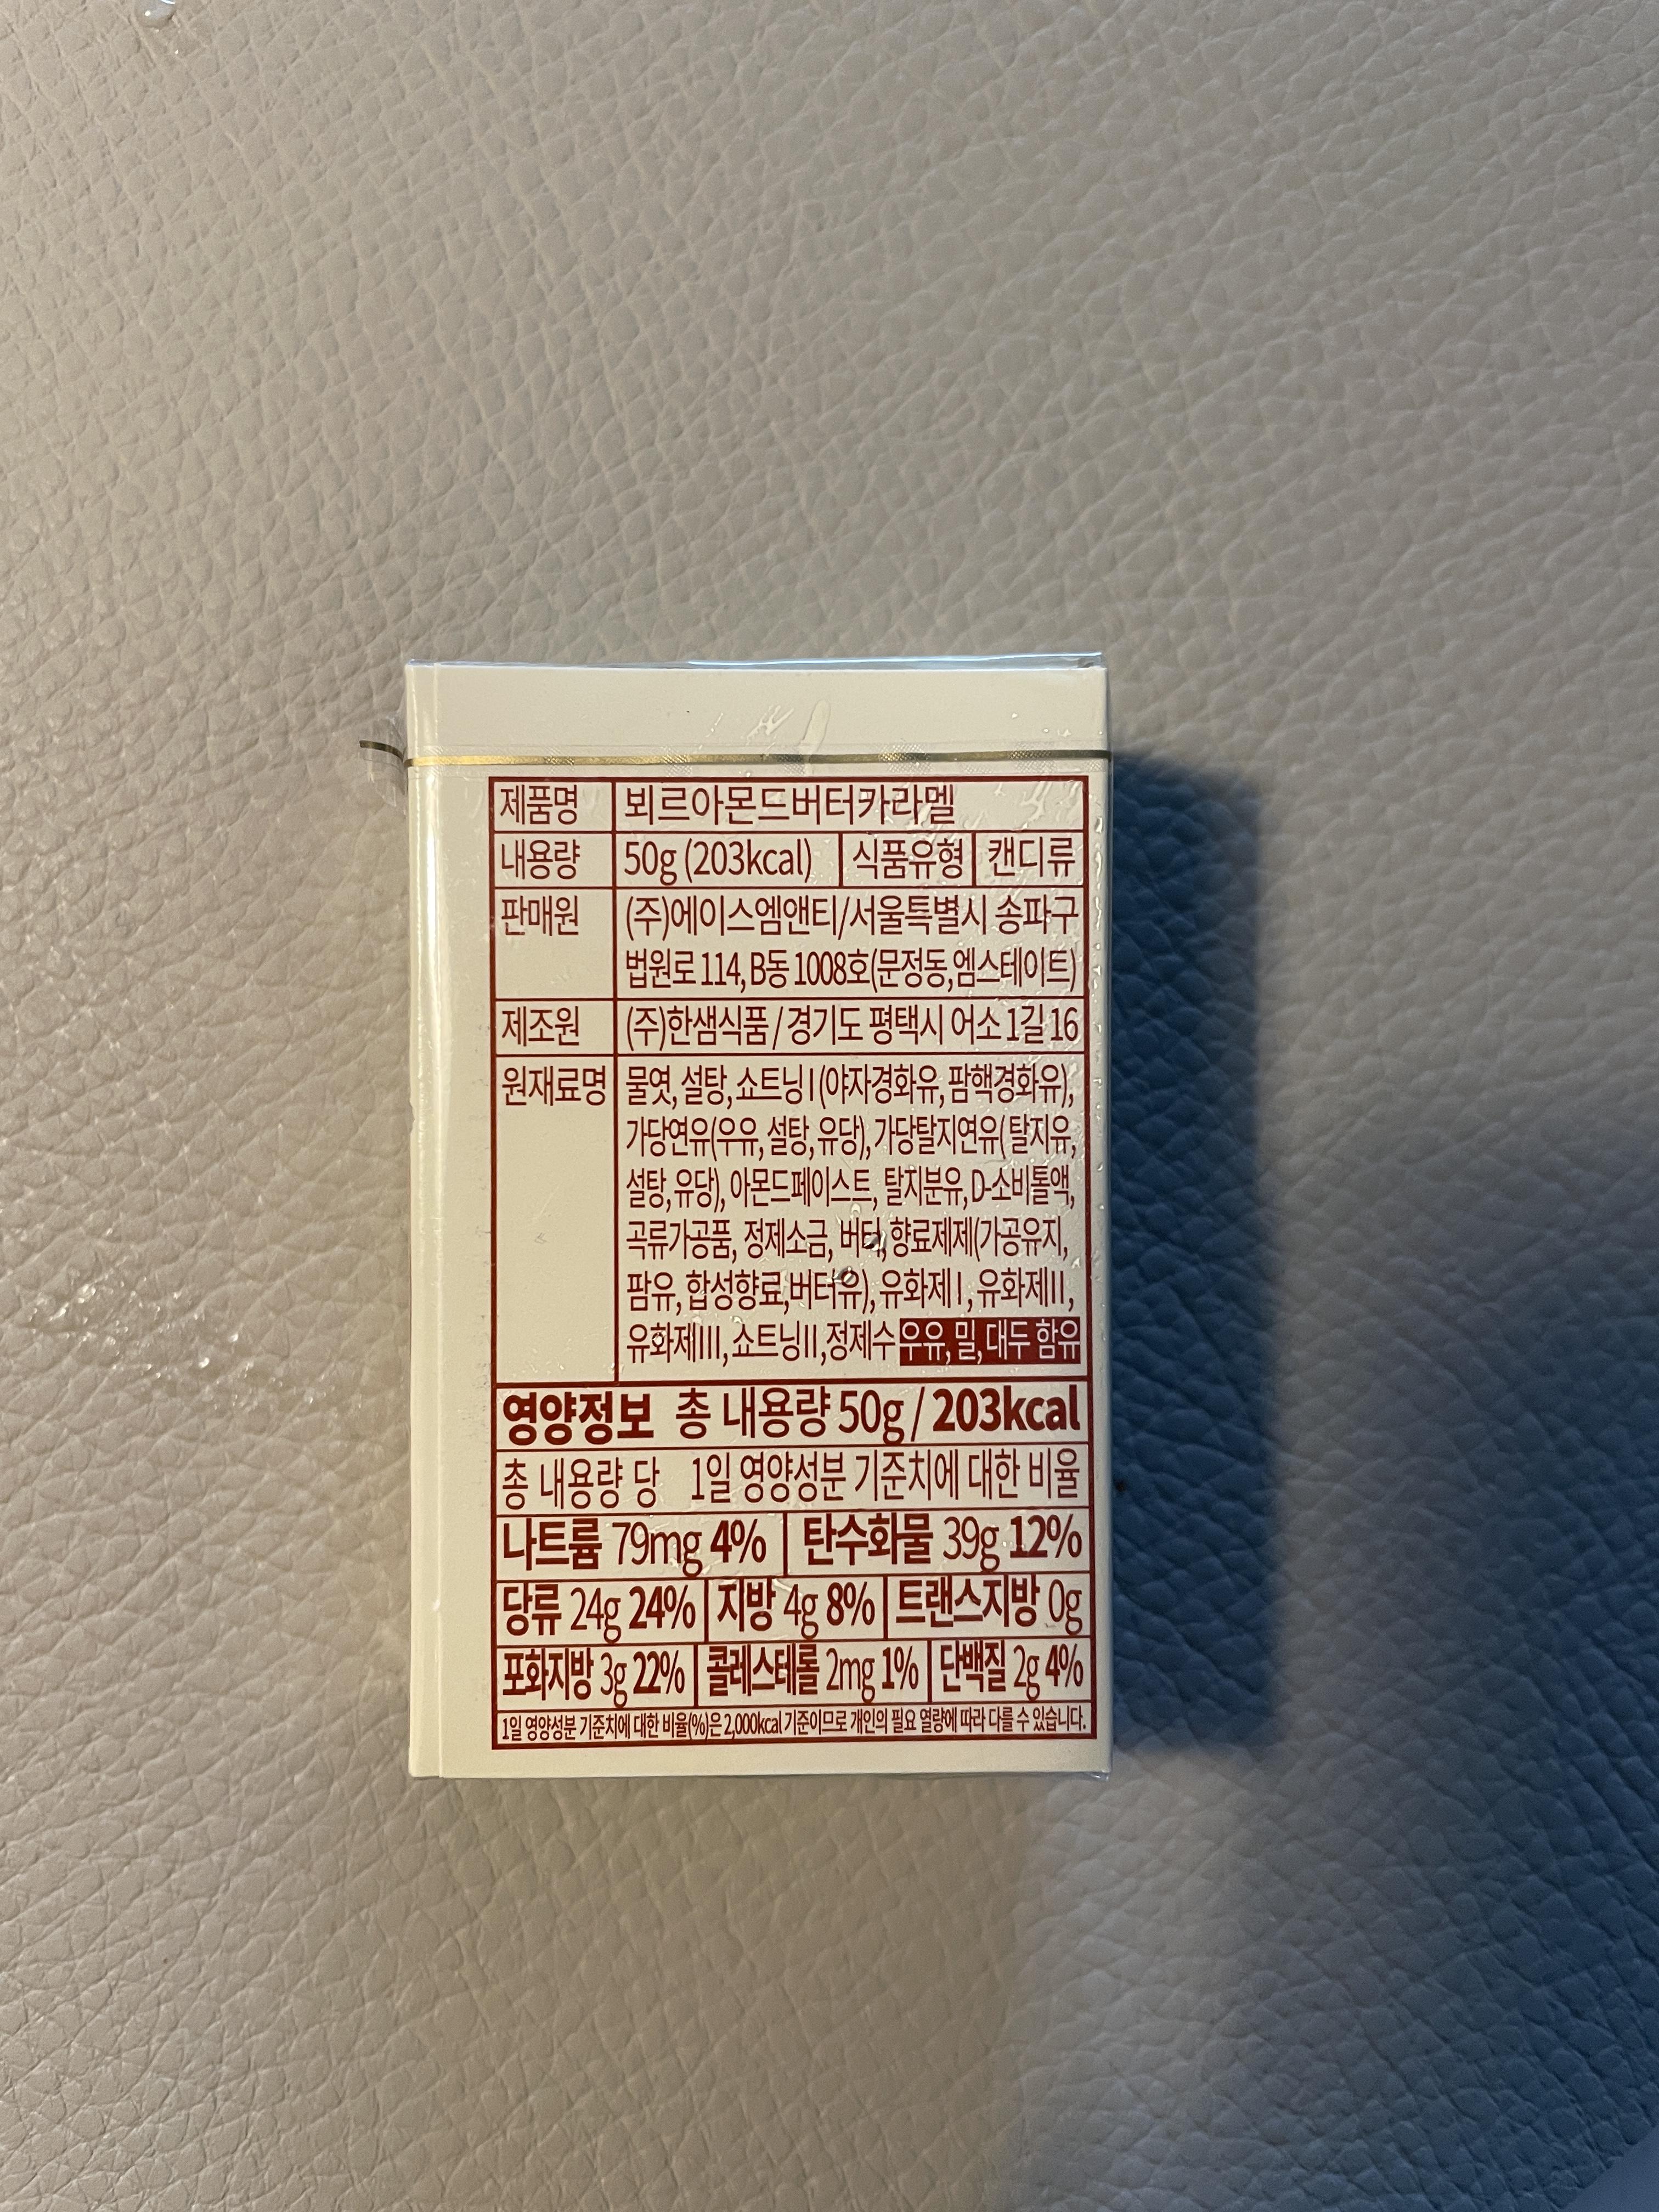 제품명 뵈르아몬드버터카라멜
내용량 50g (203kcal) 식품유형 캔디류
판매원 (주)에이스엠앤티/서울특별시 송파구
법원로 114, B동 1008호(문정동,엠스테이트)
제조원 (주)한샘식품 / 경기도 평택시 어소 1길 16
원재료명 물엿, 설탕, 쇼트닝 I (야자경화유, 팜핵경화유),
가당연유(우유, 설탕, 유당), 가당탈지연유( 탈지유,
설탕, 유당), 아몬드페이스트, 탈지분유, D-소비톨액,
곡류가공품, 정제소금, 버터, 향료제제(가공유지,
팜유, 합성향료,버터유), 유화제 I , 유화제II,
유화제III, 쇼트닝II ,정제수 우유, 밀, 대두 함유
영양정보 총 내용량 50g / 203kcal
총 내용량 당 1일 영양성분 기준치에 대한 비율
나트륨 79mg 4% 탄수화물 39g 12%
당류 24g 24% 지방 4g 8% 트랜스지방 0g
포화지방 3g 22% 콜레스테롤 2mg 1% 단백질 2g 4%
1일 영양성분 기준치에 대한 비율(%)은 2,000kcal 기준이므로 개인의 필요 열량에 따라 다를 수 있습니다.